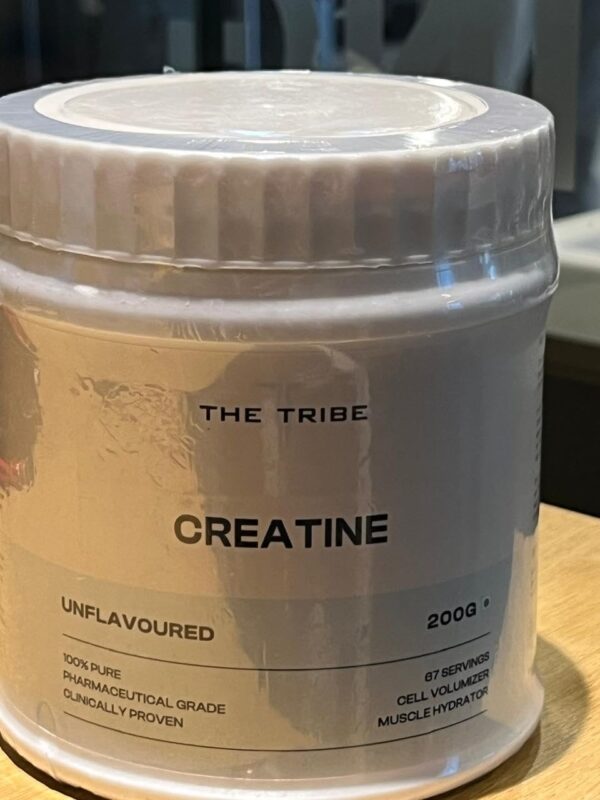 THE TRIBE
CREATINE
UNFLAVOURED
200G
100% PURE
PHARMACEUTICAL GRADE
CLINICALLY PROVEN
67 SERVINGS
CELL VOLUMIZER
MUSCLE HYDRATOR